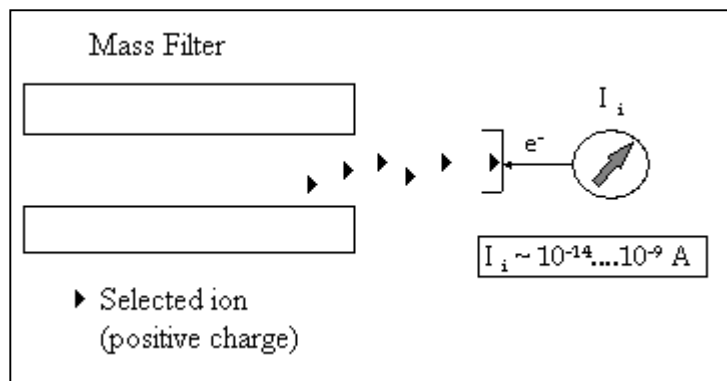 Mass Filter
I i
e-
I i ~ 10-14....10-9 A
Selected ion
(positive charge)